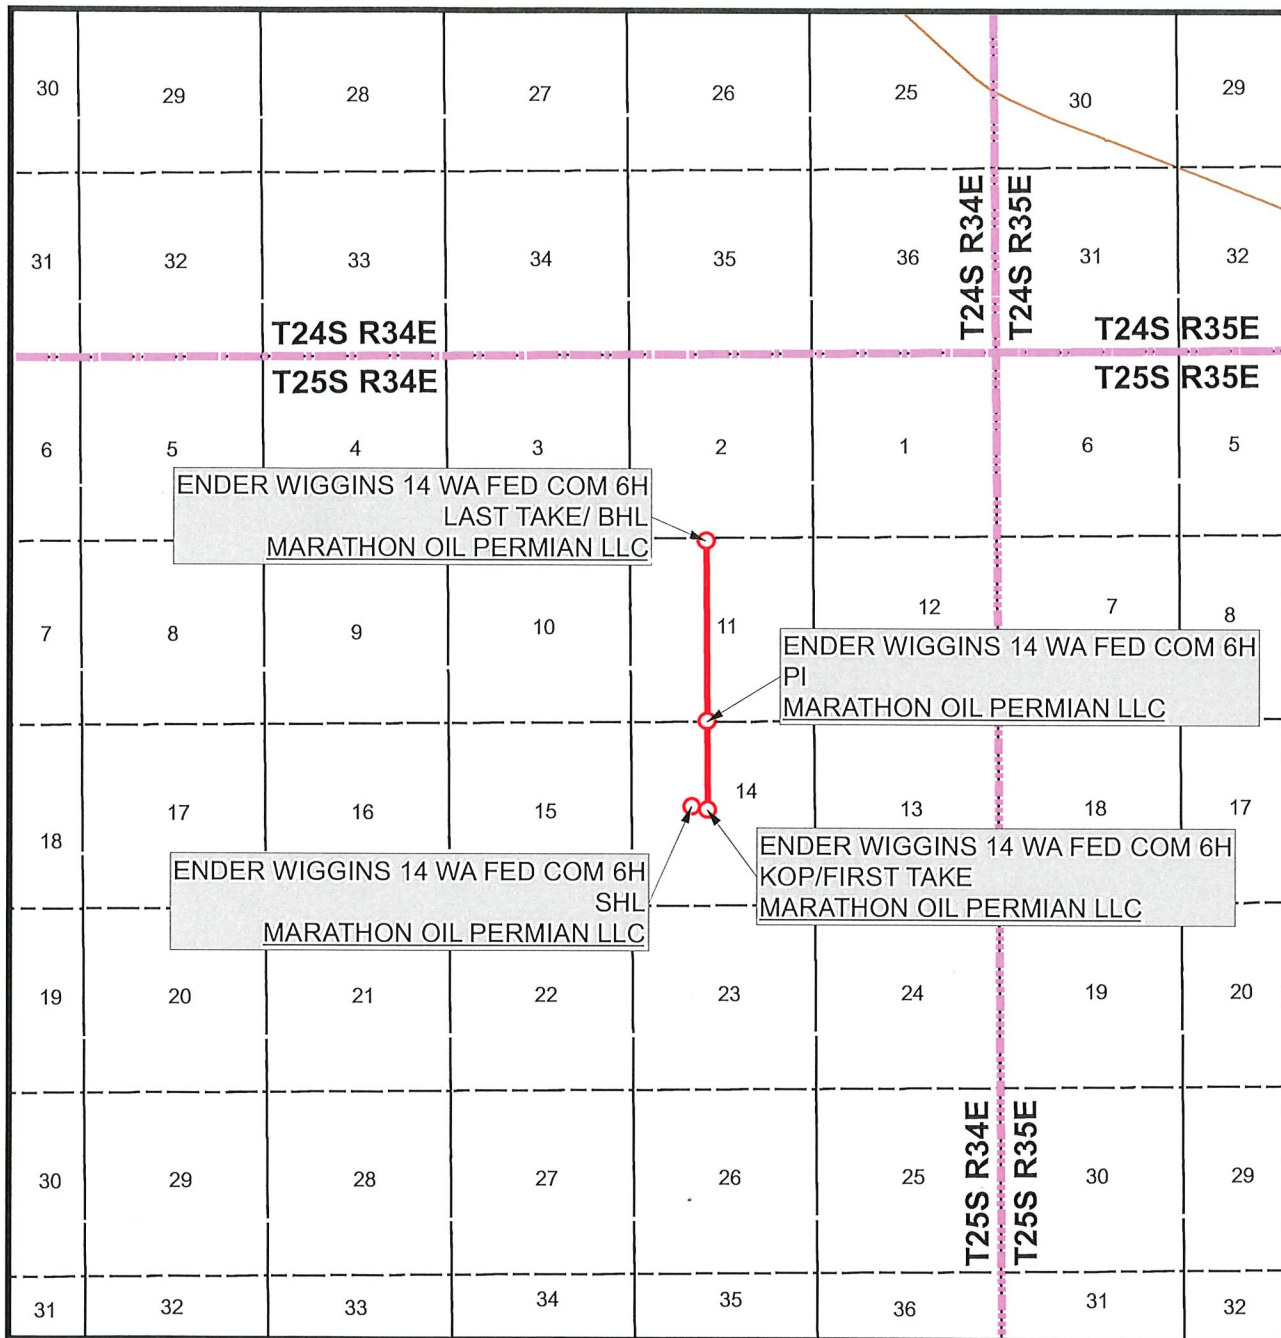 30 29 28 27 26 25 30 29
31 32 33 34 35 36 31 32
T24S R34E
T24S R35E
T24S R34E
T24S R35E
T25S R34E
T25S R35E
6 5 4 3 2 1 6 5
ENDER WIGGINS 14 WA FED COM 6H
LAST TAKE/ BHL
MARATHON OIL PERMIAN LLC
7 8 9 10 11 12 7 8
ENDER WIGGINS 14 WA FED COM 6H
PI
MARATHON OIL PERMIAN LLC
18 17 16 15 14 13 18 17
ENDER WIGGINS 14 WA FED COM 6H
SHL
MARATHON OIL PERMIAN LLC
ENDER WIGGINS 14 WA FED COM 6H
KOP/FIRST TAKE
MARATHON OIL PERMIAN LLC
19 20 21 22 23 24 19 20
30 29 28 27 26 25 30 29
T25S R34E
T25S R35E
31 32 33 34 35 36 31 32